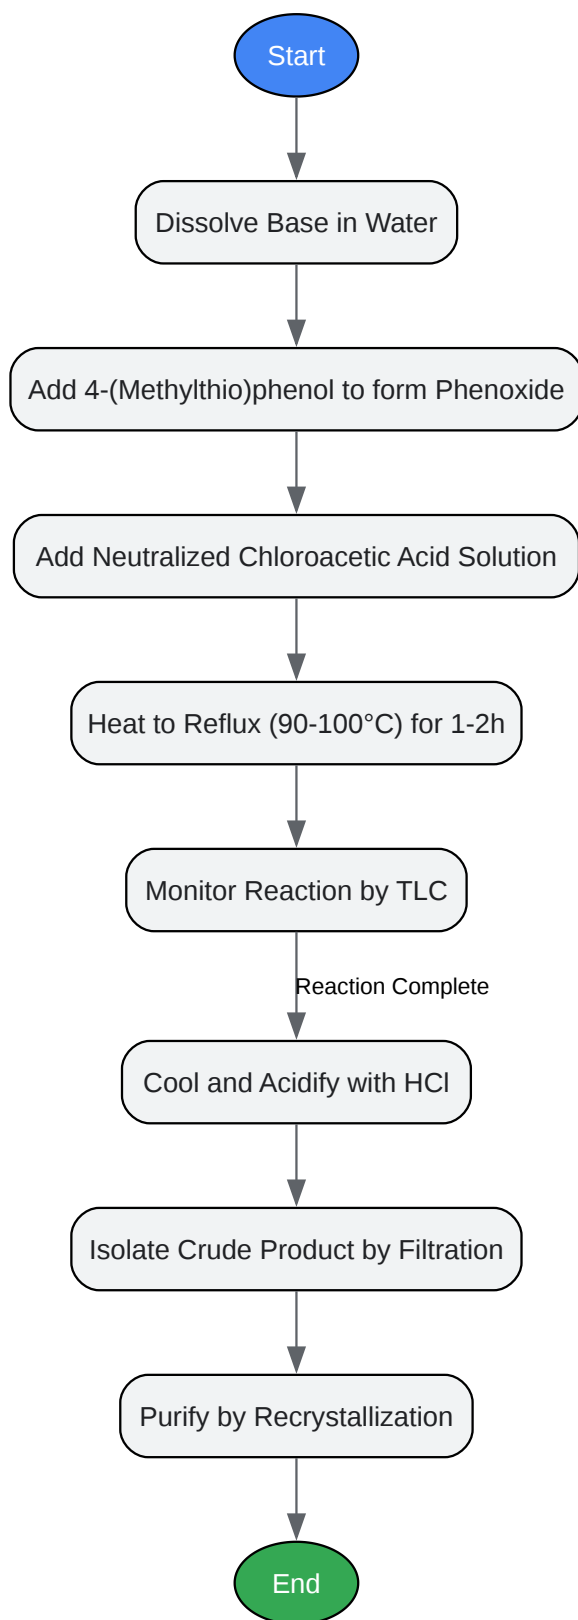 Start
Dissolve Base in Water
Add 4-(Methylthio)phenol to form Phenoxide
Add Neutralized Chloroacetic Acid Solution
Heat to Reflux (90-100°C) for 1-2h
Monitor Reaction by TLC
Reaction Complete
Cool and Acidify with HCl
Isolate Crude Product by Filtration
Purify by Recrystallization
End